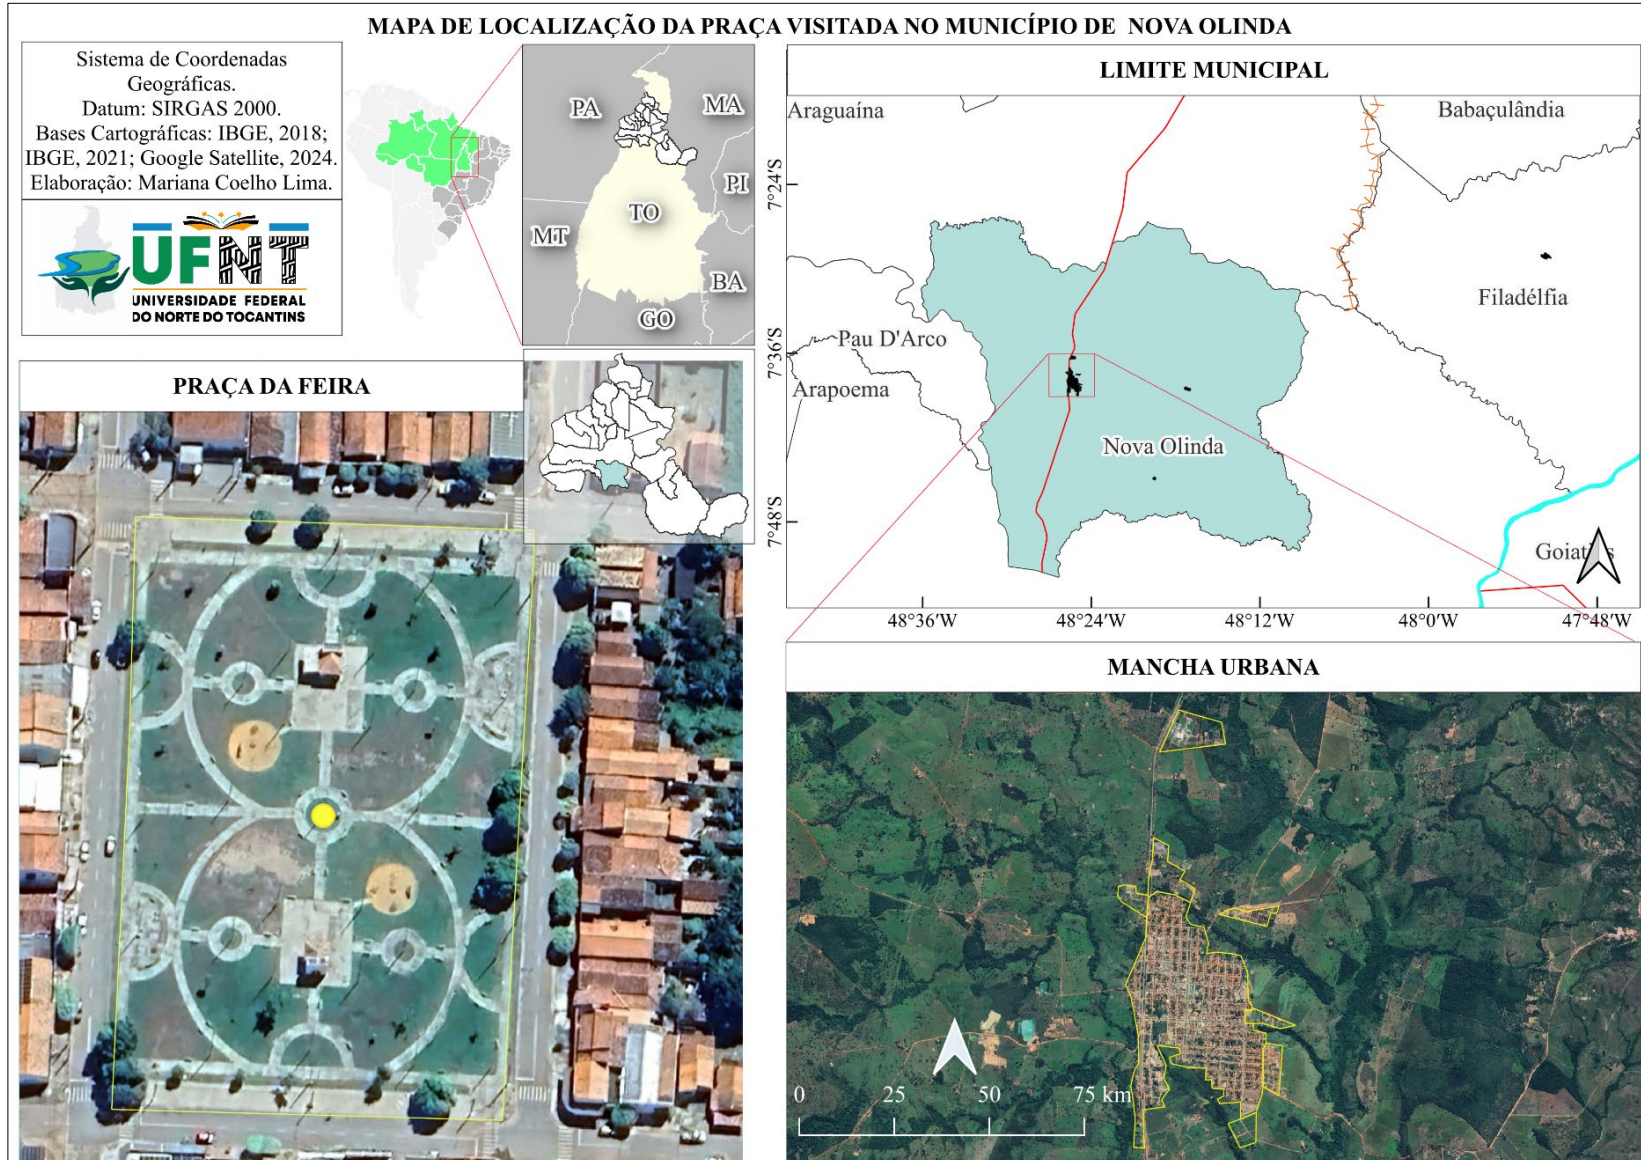 MAPA DE LOCALIZAÇÃO DA PRAÇA VISITADA NO MUNICÍPIO DE NOVA OLINDA
Sistema de Coordenadas
Geográficas.
Datum: SIRGAS 2000.
Bases Cartográficas: IBGE, 2018;
IBGE, 2021; Google Satellite, 2024.
Elaboração: Mariana Coelho Lima.
UFNT
UNIVERSIDADE FEDERAL
DO NORTE DO TOCANTINS
PA
MA
PI
TO
MT
BA
GO
LIMITE MUNICIPAL
Araguaína
Babaçulândia
Filadélfia
Pau D'Arco
Arapoema
Nova Olinda
Goiatins
7°24'S
7°36'S
7°48'S
48°36'W
48°24'W
48°12'W
48°0'W
47°48'W
PRAÇA DA FEIRA
MANCHA URBANA
0 25 50 75 km